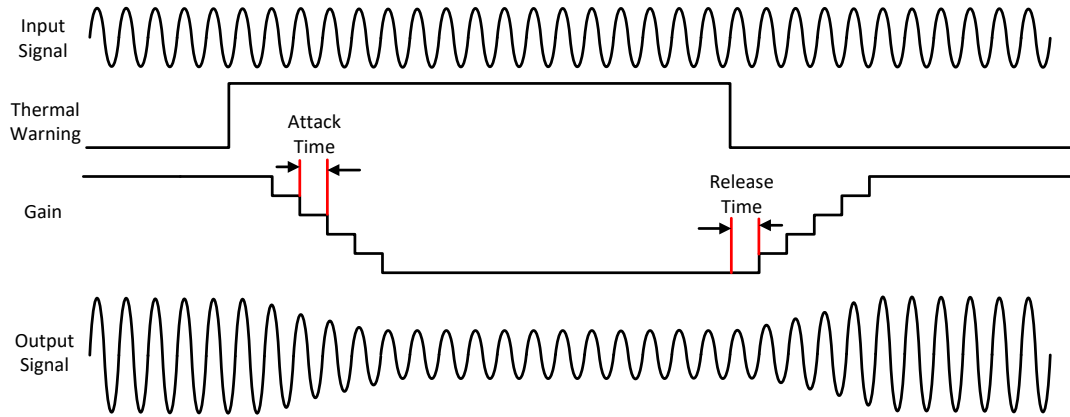 Input
Signal
Thermal
Warning
Attack
Time
Gain
Release
Time
Output
Signal